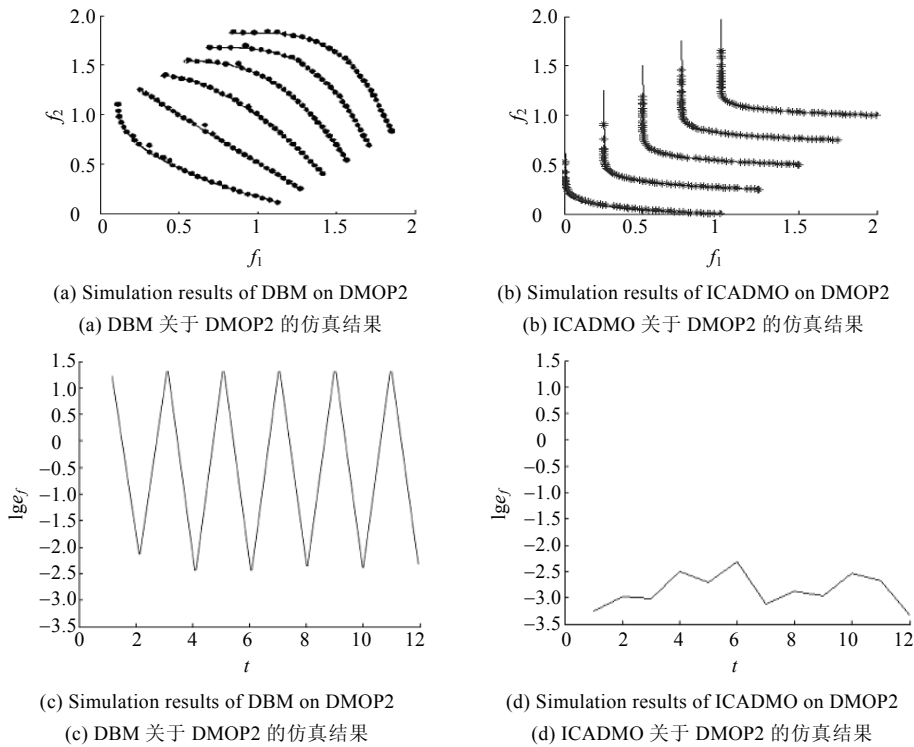 2.0
1.5
1.0
0.5
0
f2
0.5
1
1.5
2
f1
(a) Simulation results of DBM on DMOP2
(a) DBM 关于 DMOP2 的仿真结果
2.0
1.5
1.0
0.5
0
f2
0
0.5
1
1.5
2
f1
(b) Simulation results of ICADMO on DMOP2
(b) ICADMO 关于 DMOP2 的仿真结果
1.5
1.0
0.5
0
−0.5
−1.0
−1.5
−2.0
−2.5
−3.0
−3.5
lgef
0 2 4 6 8 10 12
t
(c) Simulation results of DBM on DMOP2
(c) DBM 关于 DMOP2 的仿真结果
1.5
1.0
0.5
0
−0.5
−1.0
−1.5
−2.0
−2.5
−3.0
−3.5
lgef
0 2 4 6 8 10 12
t
(d) Simulation results of ICADMO on DMOP2
(d) ICADMO 关于 DMOP2 的仿真结果